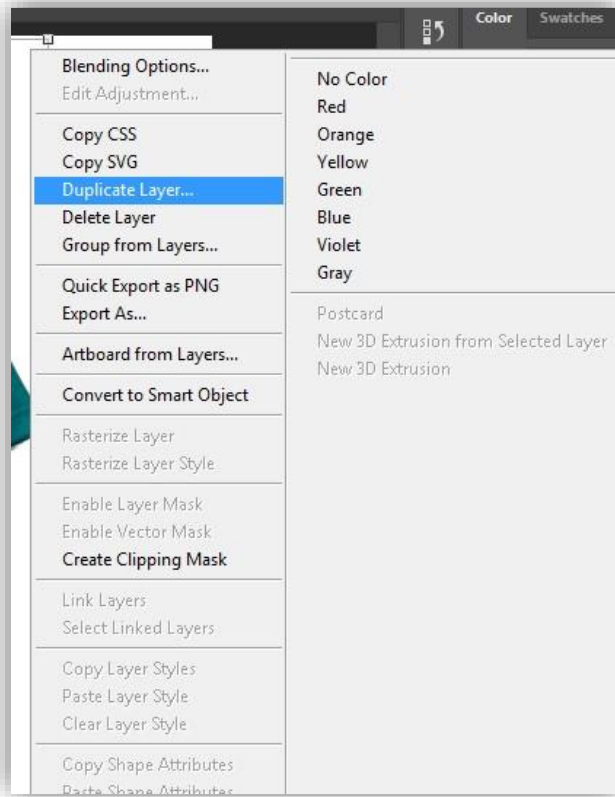 Color Swatches
Blending Options...
Edit Adjustment...
Copy CSS
Copy SVG
Duplicate Layer...
Delete Layer
Group from Layers...
Quick Export as PNG
Export As...
Artboard from Layers...
Convert to Smart Object
Rasterize Layer
Rasterize Layer Style
Enable Layer Mask
Enable Vector Mask
Create Clipping Mask
Link Layers
Select Linked Layers
Copy Layer Styles
Paste Layer Style
Clear Layer Style
Copy Shape Attributes
Paste Shape Attributes
No Color
Red
Orange
Yellow
Green
Blue
Violet
Gray
Postcard
New 3D Extrusion from Selected Layer
New 3D Extrusion